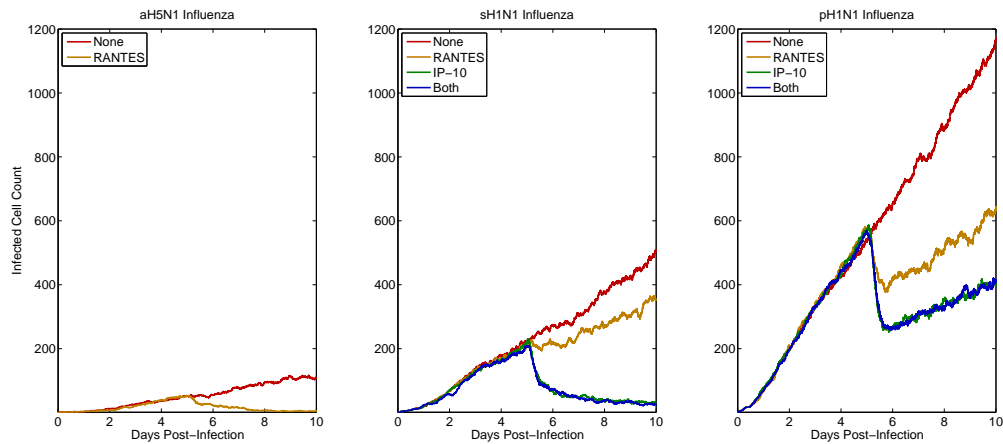 aH5N1 Influenza
1200
1000
800
600
400
200
0
2
4
6
8
10
Infected Cell Count
Days Post−Infection
None
RANTES
sH1N1 Influenza
1200
1000
800
600
400
200
0
2
4
6
8
10
Days Post−Infection
None
RANTES
IP−10
Both
pH1N1 Influenza
1200
1000
800
600
400
200
0
2
4
6
8
10
Days Post−Infection
None
RANTES
IP−10
Both